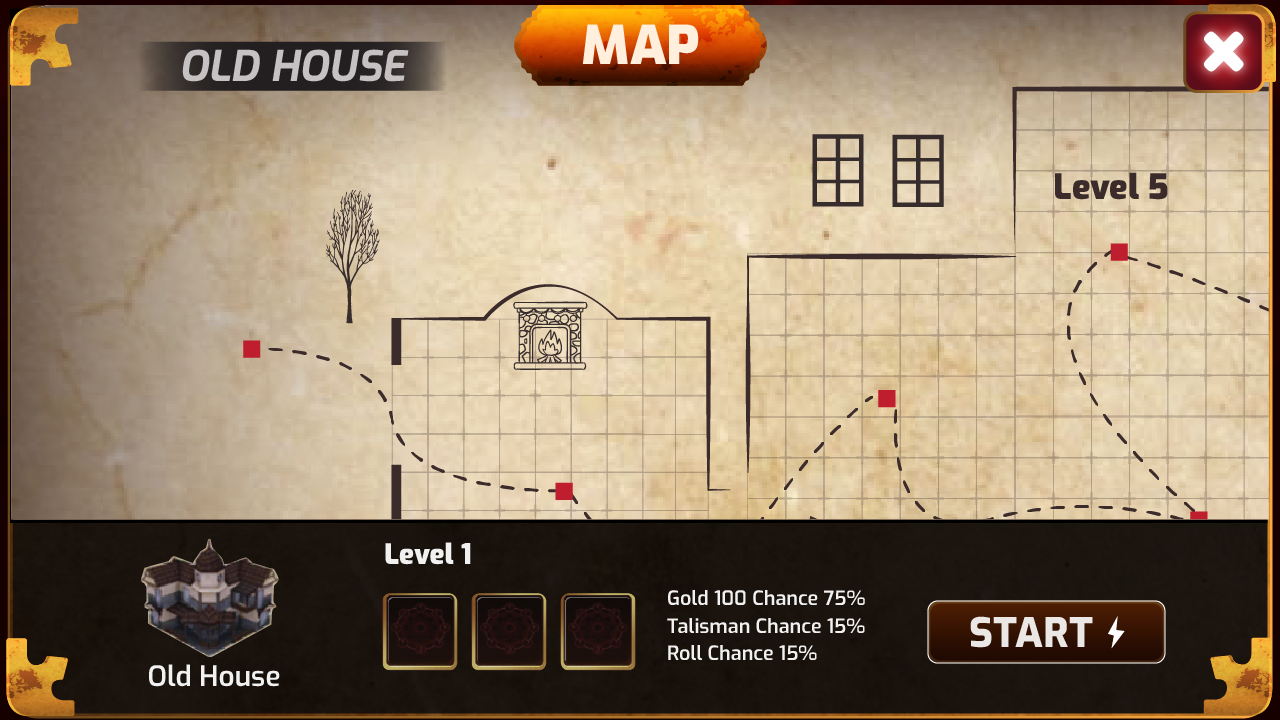 MAP
OLD HOUSE
Level 5
Level 1
Gold 100 Chance 75%
Talisman Chance 15%
Roll Chance 15%
START
Old House